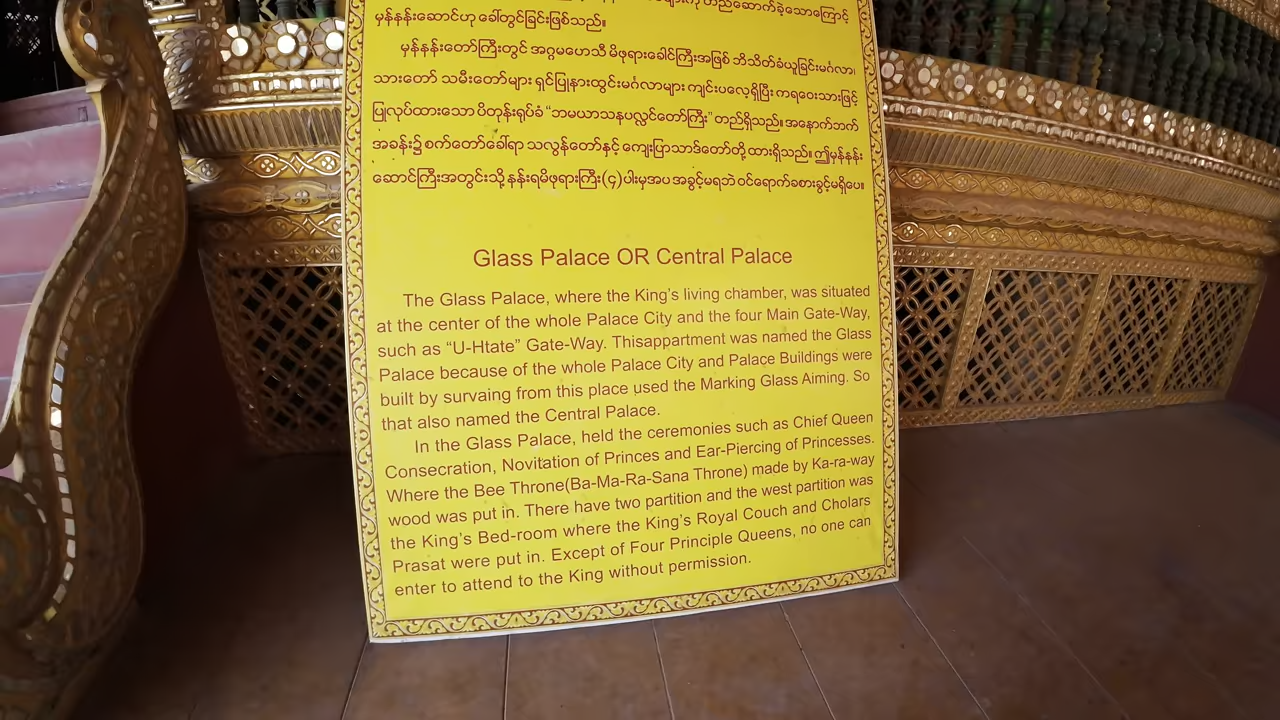 မှန်နန်းဆောင်ဟု ခေါ်တွင်ခြင်းဖြစ်သည်။
မှန်နန်းတော်ကြီးတွင် အဂ္ဂမဟေသီ မိဖုရားခေါင်ကြီးအဖြစ် ဘိသိတ်ခံယူခြင်းမင်္ဂလာ၊
သားတော် သမီးတော်များ ရှင်ပြုနားထွင်းမင်္ဂလာများ ကျင်းပလေ့ရှိပြီး ကရဝေးသားဖြင့်
ပြုလုပ်ထားသော ပိတုန်းရုပ်ခံ “ဘမယာသနပလ္လင်တော်ကြီး” တည်ရှိသည်။ အနောက်ဘက်
အခန်း၌ စက်တော်ခေါ်ရာ သလွန်တော်နှင့် ကျေးပြာသာဒ်တော်တို့ ထားရှိသည်။ ဤမှန်နန်း
ဆောင်ကြီးအတွင်းသို့ နန်းရမိဖုရားကြီး(၄)ပါးမှအပ အခွင့်မရဘဲ ဝင်ရောက်ခစားခွင့်မရှိပေ။
Glass Palace OR Central Palace
The Glass Palace, where the King's living chamber, was situated
at the center of the whole Palace City and the four Main Gate-Way,
such as “U-Htate” Gate-Way. Thisappartment was named the Glass
Palace because of the whole Palace City and Palace Buildings were
built by survaing from this place used the Marking Glass Aiming. So
that also named the Central Palace.
In the Glass Palace, held the ceremonies such as Chief Queen
Consecration, Novitation of Princes and Ear-Piercing of Princesses.
Where the Bee Throne(Ba-Ma-Ra-Sana Throne) made by Ka-ra-way
wood was put in. There have two partition and the west partition was
the King's Bed-room where the King's Royal Couch and Cholars
Prasat were put in. Except of Four Principle Queens, no one can
enter to attend to the King without permission.